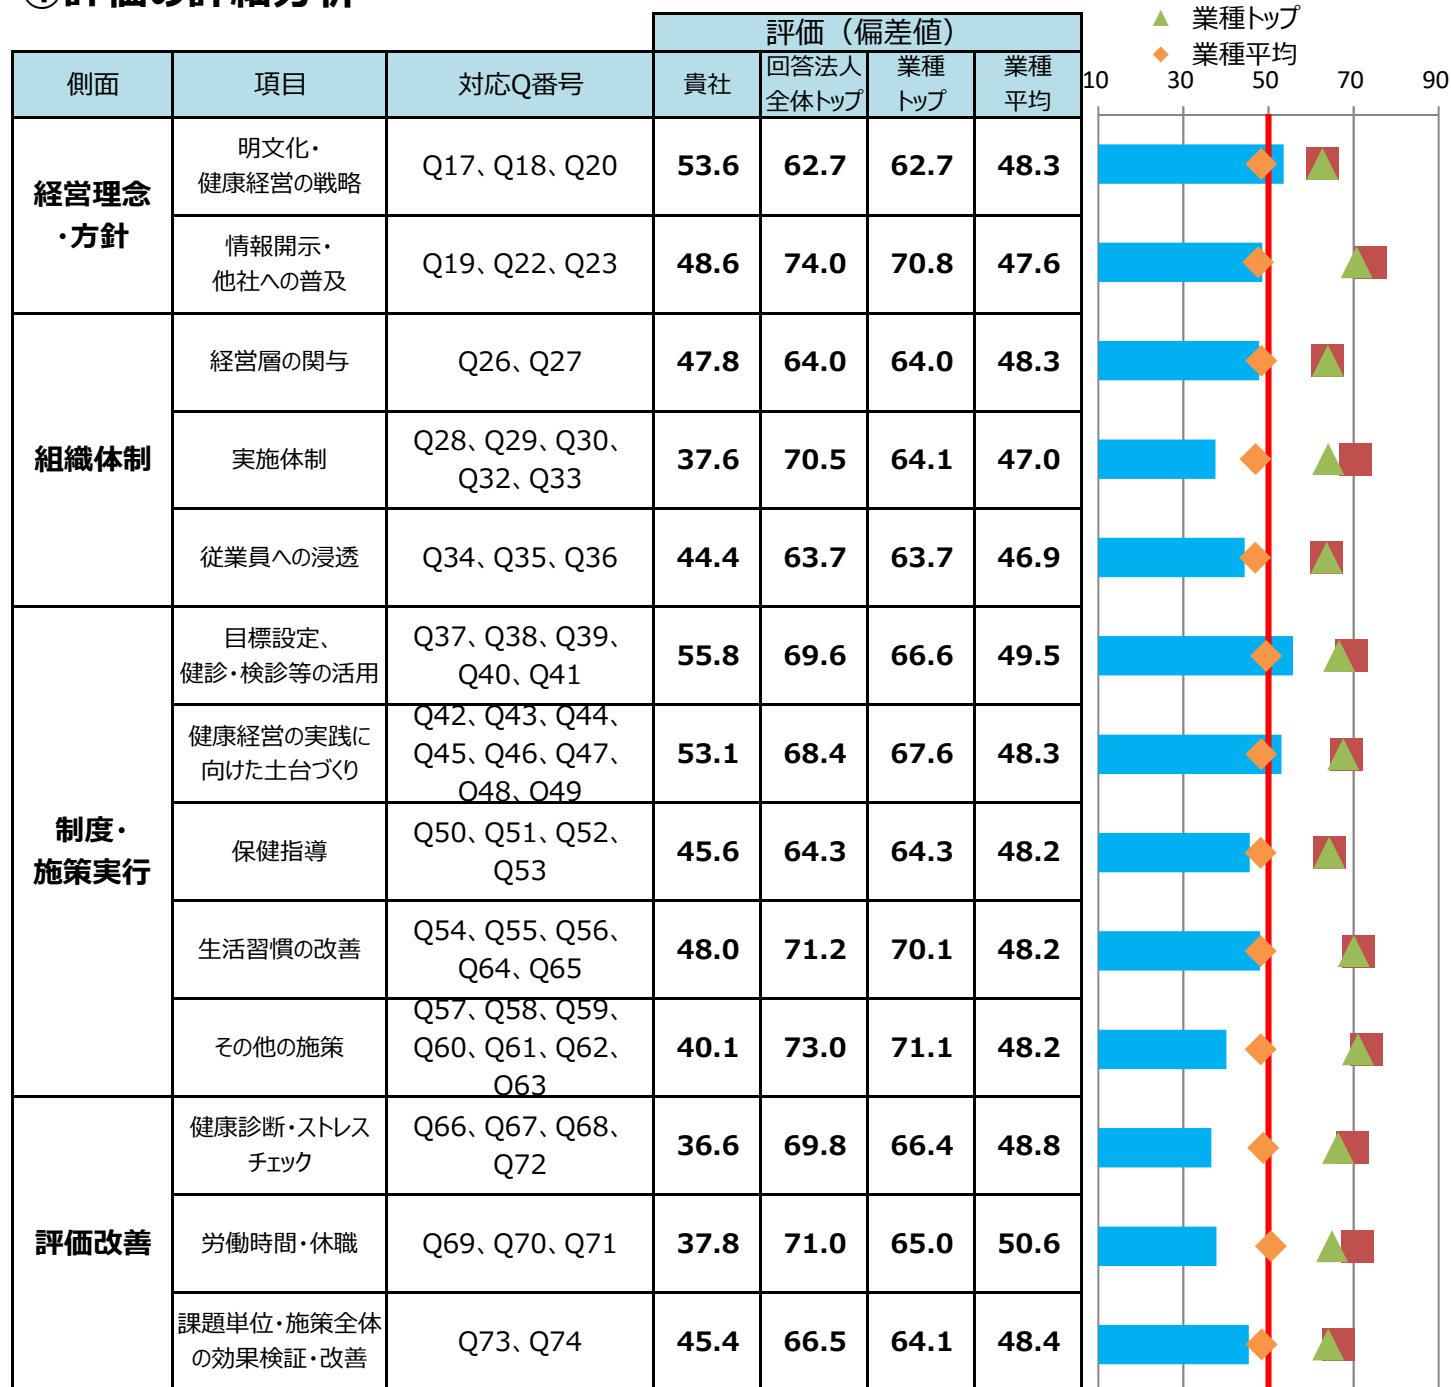 ①評価の詳細分析
▲ 業種トップ
◆ 業種平均
評価（偏差値）
側面 項目 対応Q番号 貴社 回答法人 業種 業種
全体トップ トップ 平均
10 30 50 70 90
経営理念
・方針
明文化・
健康経営の戦略
Q17、Q18、Q20 53.6 62.7 62.7 48.3
情報開示・
他社への普及
Q19、Q22、Q23 48.6 74.0 70.8 47.6
組織体制
経営層の関与 Q26、Q27 47.8 64.0 64.0 48.3
実施体制
Q28、Q29、Q30、
Q32、Q33
37.6 70.5 64.1 47.0
従業員への浸透 Q34、Q35、Q36 44.4 63.7 63.7 46.9
制度・
施策実行
目標設定、
健診・検診等の活用
Q37、Q38、Q39、
Q40、Q41
55.8 69.6 66.6 49.5
健康経営の実践に
向けた土台づくり
Q42、Q43、Q44、
Q45、Q46、Q47、
Q48、Q49
53.1 68.4 67.6 48.3
保健指導
Q50、Q51、Q52、
Q53
45.6 64.3 64.3 48.2
生活習慣の改善
Q54、Q55、Q56、
Q64、Q65
48.0 71.2 70.1 48.2
その他の施策
Q57、Q58、Q59、
Q60、Q61、Q62、
Q63
40.1 73.0 71.1 48.2
評価改善
健康診断・ストレス
チェック
Q66、Q67、Q68、
Q72
36.6 69.8 66.4 48.8
労働時間・休職 Q69、Q70、Q71 37.8 71.0 65.0 50.6
課題単位・施策全体
の効果検証・改善
Q73、Q74 45.4 66.5 64.1 48.4